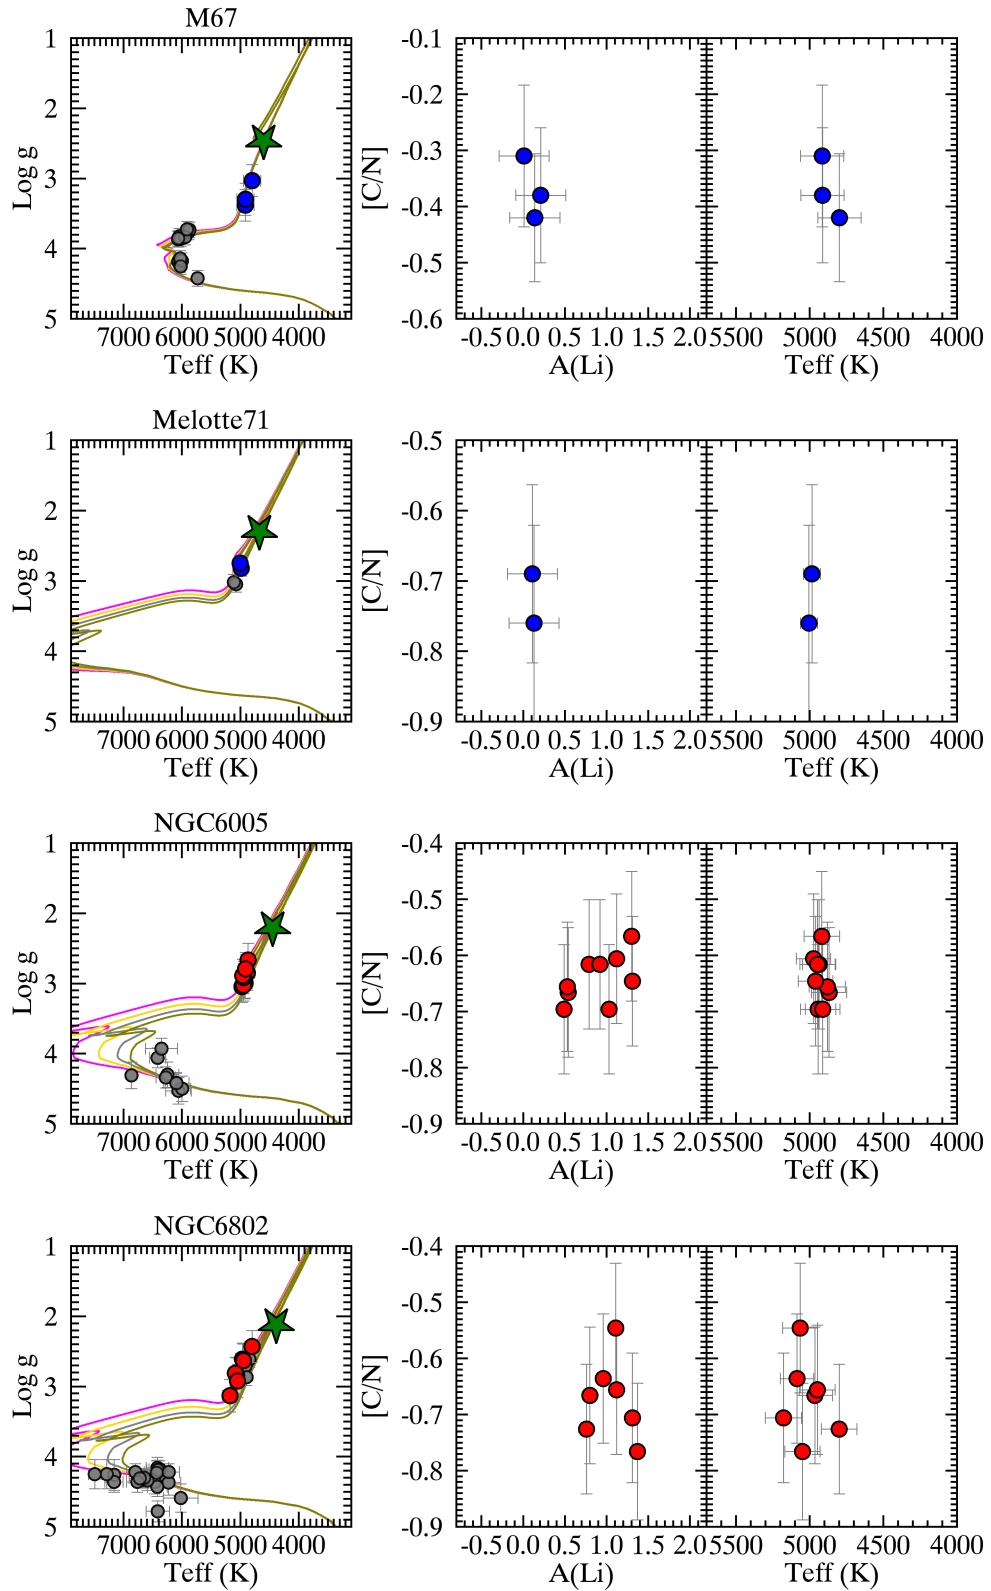 M67
1
2
3
4
5
Log g
7000 6000 5000 4000
Teff (K)
-0.1
-0.2
-0.3
-0.4
-0.5
-0.6
[C/N]
-0.5 0.0 0.5 1.0 1.5 2.0
A(Li)
5500 5000 4500 4000
Teff (K)
Melotte71
1
2
3
4
5
Log g
7000 6000 5000 4000
Teff (K)
-0.5
-0.6
-0.7
-0.8
-0.9
[C/N]
-0.5 0.0 0.5 1.0 1.5 2.0
A(Li)
5500 5000 4500 4000
Teff (K)
NGC6005
1
2
3
4
5
Log g
7000 6000 5000 4000
Teff (K)
-0.4
-0.5
-0.6
-0.7
-0.8
-0.9
[C/N]
-0.5 0.0 0.5 1.0 1.5 2.0
A(Li)
5500 5000 4500 4000
Teff (K)
NGC6802
1
2
3
4
5
Log g
7000 6000 5000 4000
Teff (K)
-0.4
-0.5
-0.6
-0.7
-0.8
-0.9
[C/N]
-0.5 0.0 0.5 1.0 1.5 2.0
A(Li)
5500 5000 4500 4000
Teff (K)